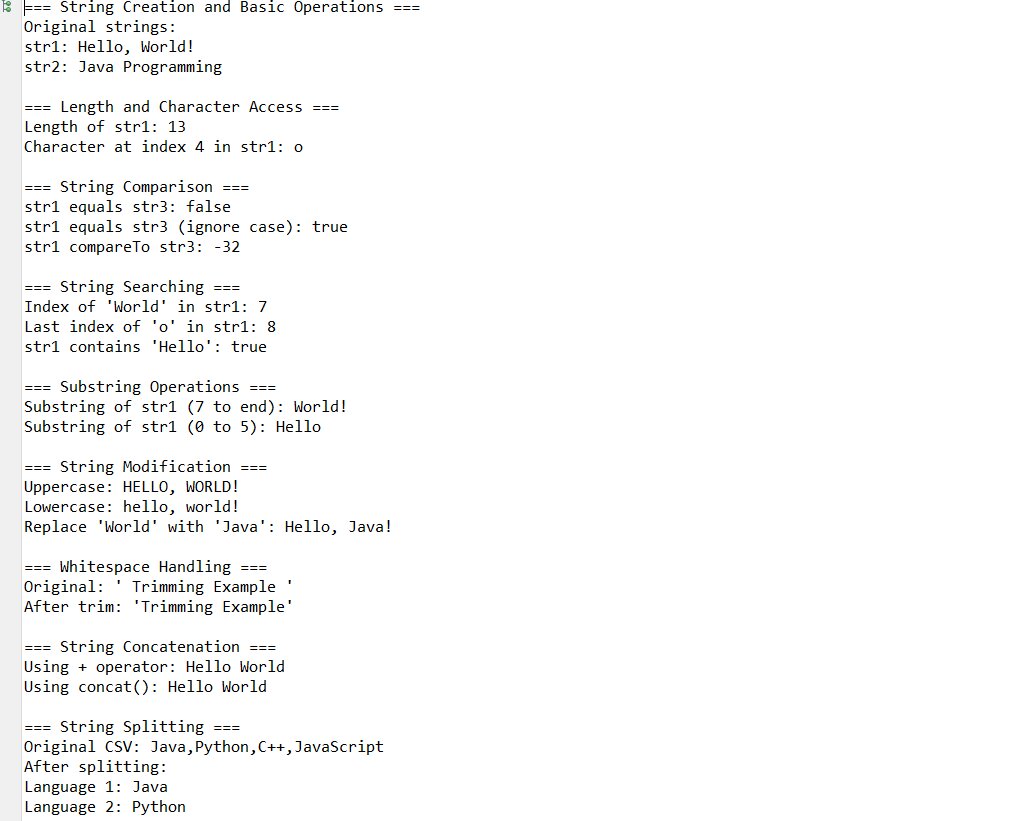 === String Creation and Basic Operations ===
Original strings:
str1: Hello, World!
str2: Java Programming
=== Length and Character Access ===
Length of str1: 13
Character at index 4 in str1: o
=== String Comparison ===
str1 equals str3: false
str1 equals str3 (ignore case): true
str1 compareTo str3: -32
=== String Searching ===
Index of 'World' in str1: 7
Last index of 'o' in str1: 8
str1 contains 'Hello': true
=== Substring Operations ===
Substring of str1 (7 to end): World!
Substring of str1 (0 to 5): Hello
=== String Modification ===
Uppercase: HELLO, WORLD!
Lowercase: hello, world!
Replace 'World' with 'Java': Hello, Java!
=== Whitespace Handling ===
Original: ' Trimming Example '
After trim: 'Trimming Example'
=== String Concatenation ===
Using + operator: Hello World
Using concat(): Hello World
=== String Splitting ===
Original CSV: Java,Python,C++,JavaScript
After splitting:
Language 1: Java
Language 2: Python